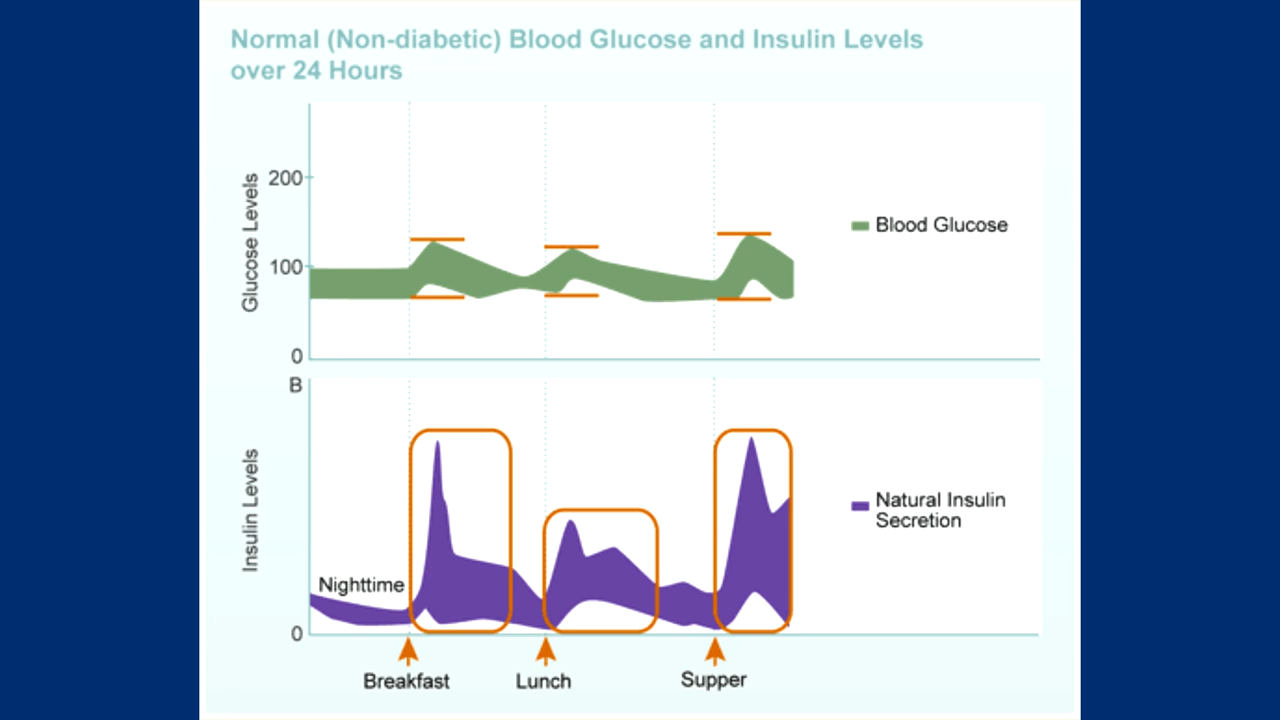 Normal (Non-diabetic) Blood Glucose and Insulin Levels
over 24 Hours
Glucose Levels
200
100
0
Blood Glucose
B
Insulin Levels
0
Nighttime
Natural Insulin
Secretion
Breakfast
Lunch
Supper